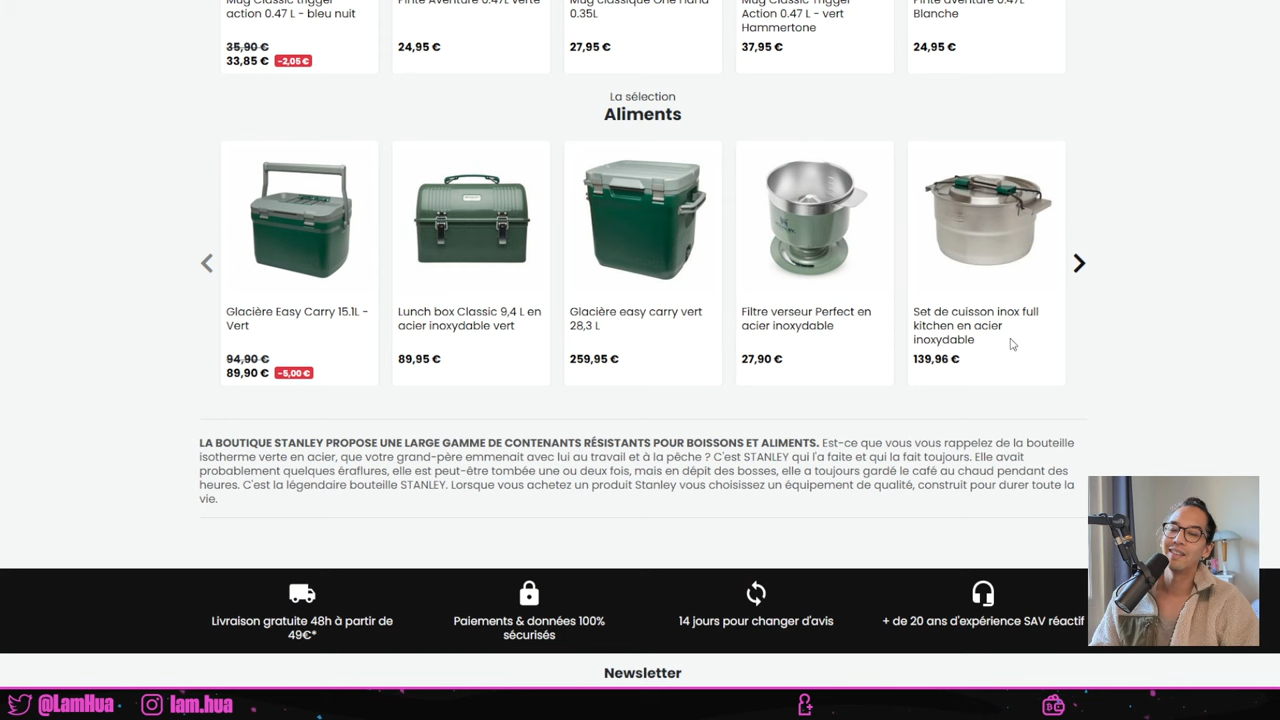 Mug Classic trigger
action 0.47 L - bleu nuit
Pinte Aventure 0.47L Verte
Mug classique One Hand
0.35L
Mug Classic Trigger
Action 0.47 L - vert
Hammertone
Pinte aventure 0.47L
Blanche
35,90 €
33,85 € -2,05 €
24,95 €
27,95 €
37,95 €
24,95 €
La sélection
Aliments
Glacière Easy Carry 15.1L -
Vert
94,90 €
89,90 € -5,00 €
Lunch box Classic 9,4 L en
acier inoxydable vert
89,95 €
Glacière easy carry vert
28,3 L
259,95 €
Filtre verseur Perfect en
acier inoxydable
27,90 €
Set de cuisson inox full
kitchen en acier
inoxydable
139,96 €
LA BOUTIQUE STANLEY PROPOSE UNE LARGE GAMME DE CONTENANTS RÉSISTANTS POUR BOISSONS ET ALIMENTS. Est-ce que vous vous rappelez de la bouteille
isotherme verte en acier, que votre grand-père emmenait avec lui au travail et à la pêche ? C'est STANLEY qui l'a faite et qui la fait toujours. Elle avait
probablement quelques éraflures, elle est peut-être tombée une ou deux fois, mais en dépit des bosses, elle a toujours gardé le café au chaud pendant des
heures. C'est la légendaire bouteille STANLEY. Lorsque vous achetez un produit Stanley vous choisissez un équipement de qualité, construit pour durer toute la
vie.
Livraison gratuite 48h à partir de
49€*
Paiements & données 100%
sécurisés
14 jours pour changer d'avis
+ de 20 ans d'expérience SAV réactif
Newsletter
@LamHua
lam.hua